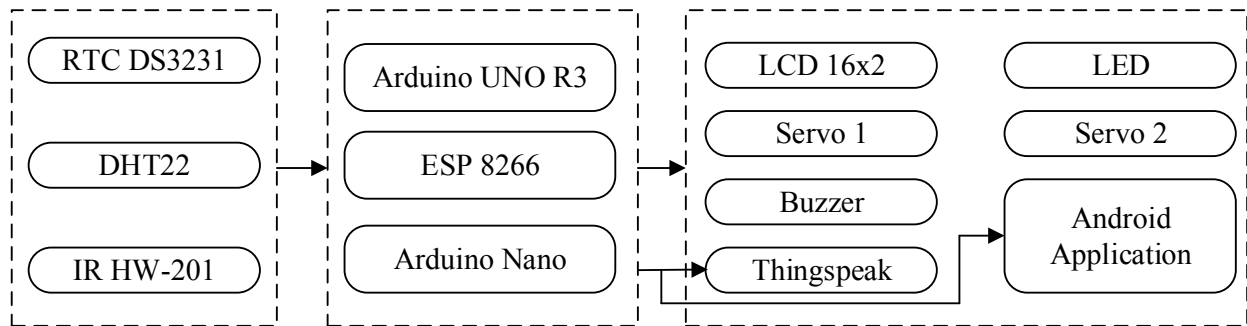 RTC DS3231
DHT22
IR HW-201
Arduino UNO R3
ESP 8266
Arduino Nano
LCD 16x2
Servo 1
Buzzer
Thingspeak
LED
Servo 2
Android
Application